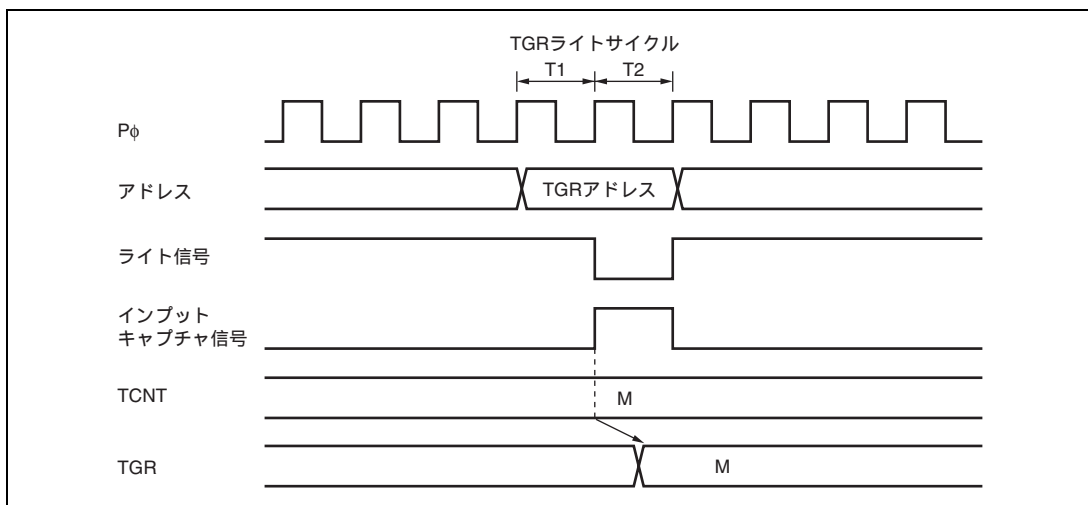 TGRライトサイクル
T1 T2
Pφ
アドレス TGRアドレス
ライト信号
インプット
キャプチャ信号
TCNT M
TGR M